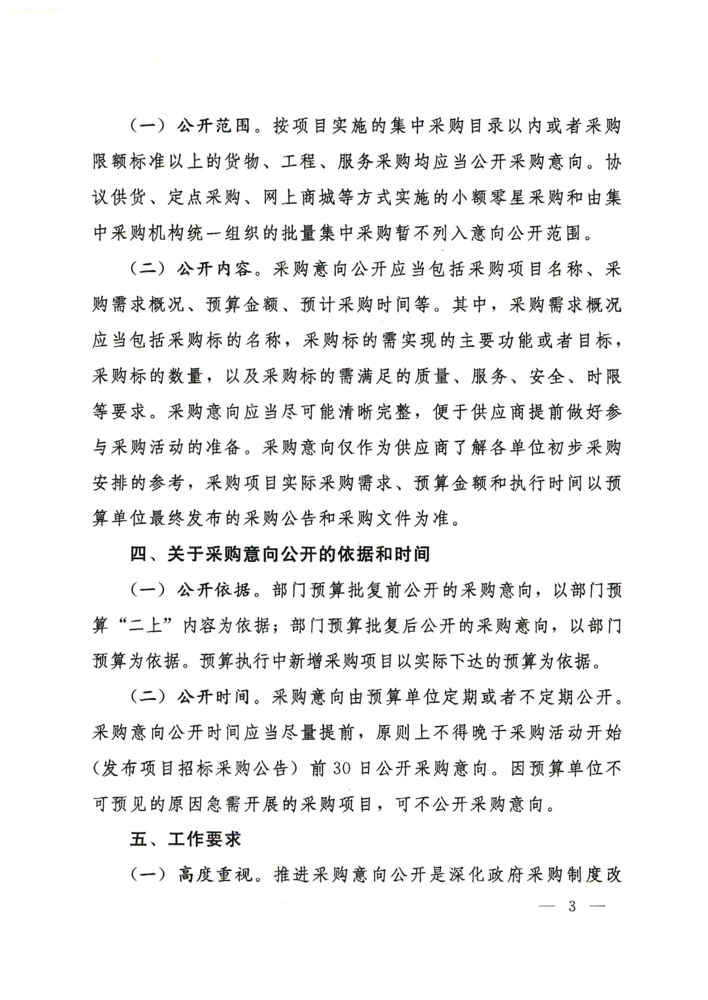 （一）公开范围。按项目实施的集中采购目录以内或者采购
限额标准以上的货物、工程、服务采购均应当公开采购意向。协
议供货、定点采购、网上商城等方式实施的小额零星采购和由集
中采购机构统一组织的批量集中采购暂不列入意向公开范围。
（二）公开内容。采购意向公开应当包括采购项目名称、采
购需求概况、预算金额、预计采购时间等。其中，采购需求概况
应当包括采购标的名称，采购标的需实现的主要功能或者目标，
采购标的数量，以及采购标的需满足的质量、服务、安全、时限
等要求。采购意向应当尽可能清晰完整，便于供应商提前做好参
与采购活动的准备。采购意向仅作为供应商了解各单位初步采购
安排的参考，采购项目实际采购需求、预算金额和执行时间以预
算单位最终发布的采购公告和采购文件为准。
四、关于采购意向公开的依据和时间
（一）公开依据。部门预算批复前公开的采购意向，以部门预
算“二上”内容为依据；部门预算批复后公开的采购意向，以部门
预算为依据。预算执行中新增采购项目以实际下达的预算为依据。
（二）公开时间。采购意向由预算单位定期或者不定期公开。
采购意向公开时间应当尽量提前，原则上不得晚于采购活动开始
（发布项目招标采购公告）前30日公开采购意向。因预算单位不
可预见的原因急需开展的采购项目，可不公开采购意向。
五、工作要求
（一）高度重视。推进采购意向公开是深化政府采购制度改
— 3 —